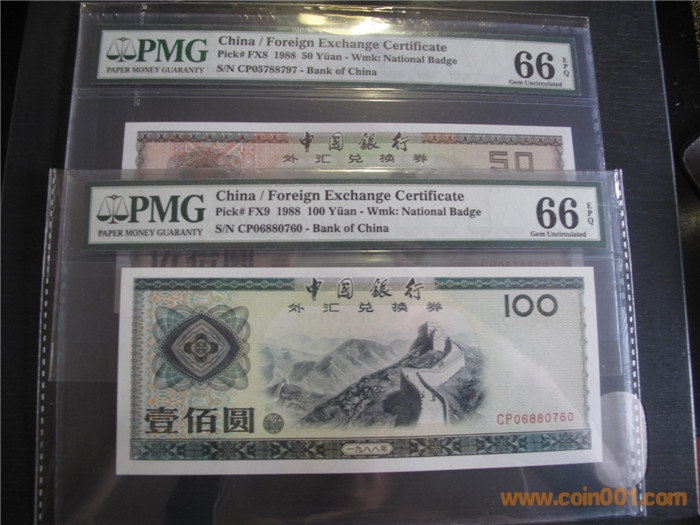 PMG
PAPER MONEY GUARANTY
China / Foreign Exchange Certificate
Pick# FX8 1988 50 Yüan - Wmk: National Badge
S/N CP05788797 - Bank of China
66 EPQ
Gem Uncirculated
中国銀行
外汇兑换券
50
PMG
PAPER MONEY GUARANTY
China / Foreign Exchange Certificate
Pick# FX9 1988 100 Yüan - Wmk: National Badge
S/N CP06880760 - Bank of China
66 EPQ
Gem Uncirculated
中国銀行
外汇兑换券
100
壹佰圆
CP06880760
一九八八年
www.coin001.com